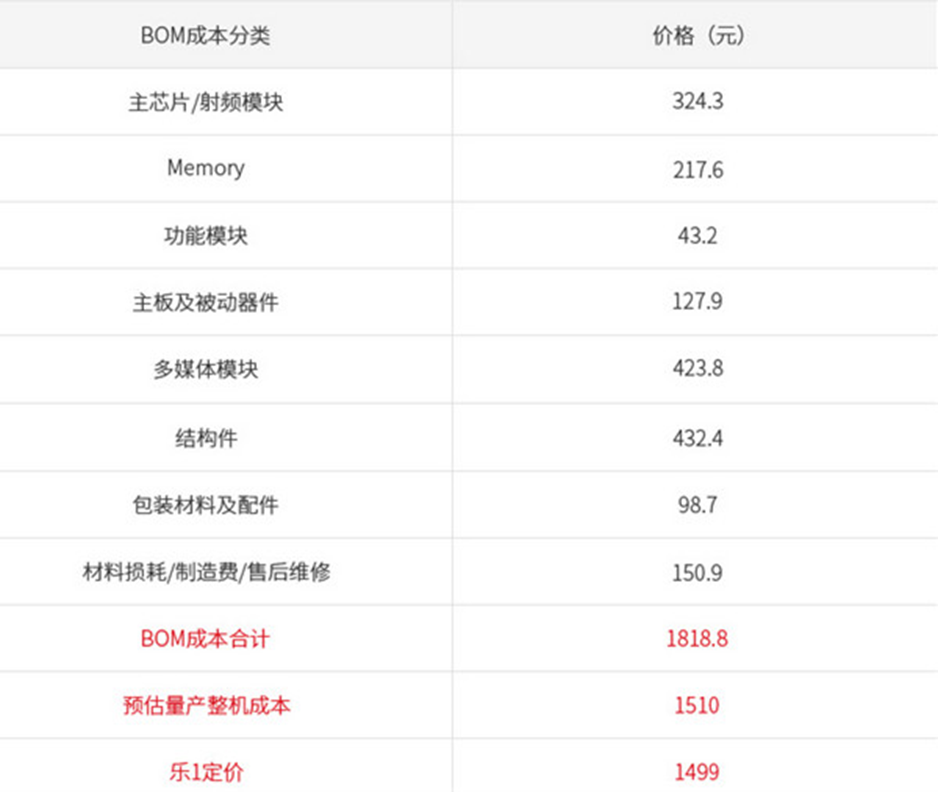 BOM成本分类 价格（元）
主芯片/射频模块 324.3
Memory 217.6
功能模块 43.2
主板及被动器件 127.9
多媒体模块 423.8
结构件 432.4
包装材料及配件 98.7
材料损耗/制造费/售后维修 150.9
BOM成本合计 1818.8
预估量产整机成本 1510
乐1定价 1499